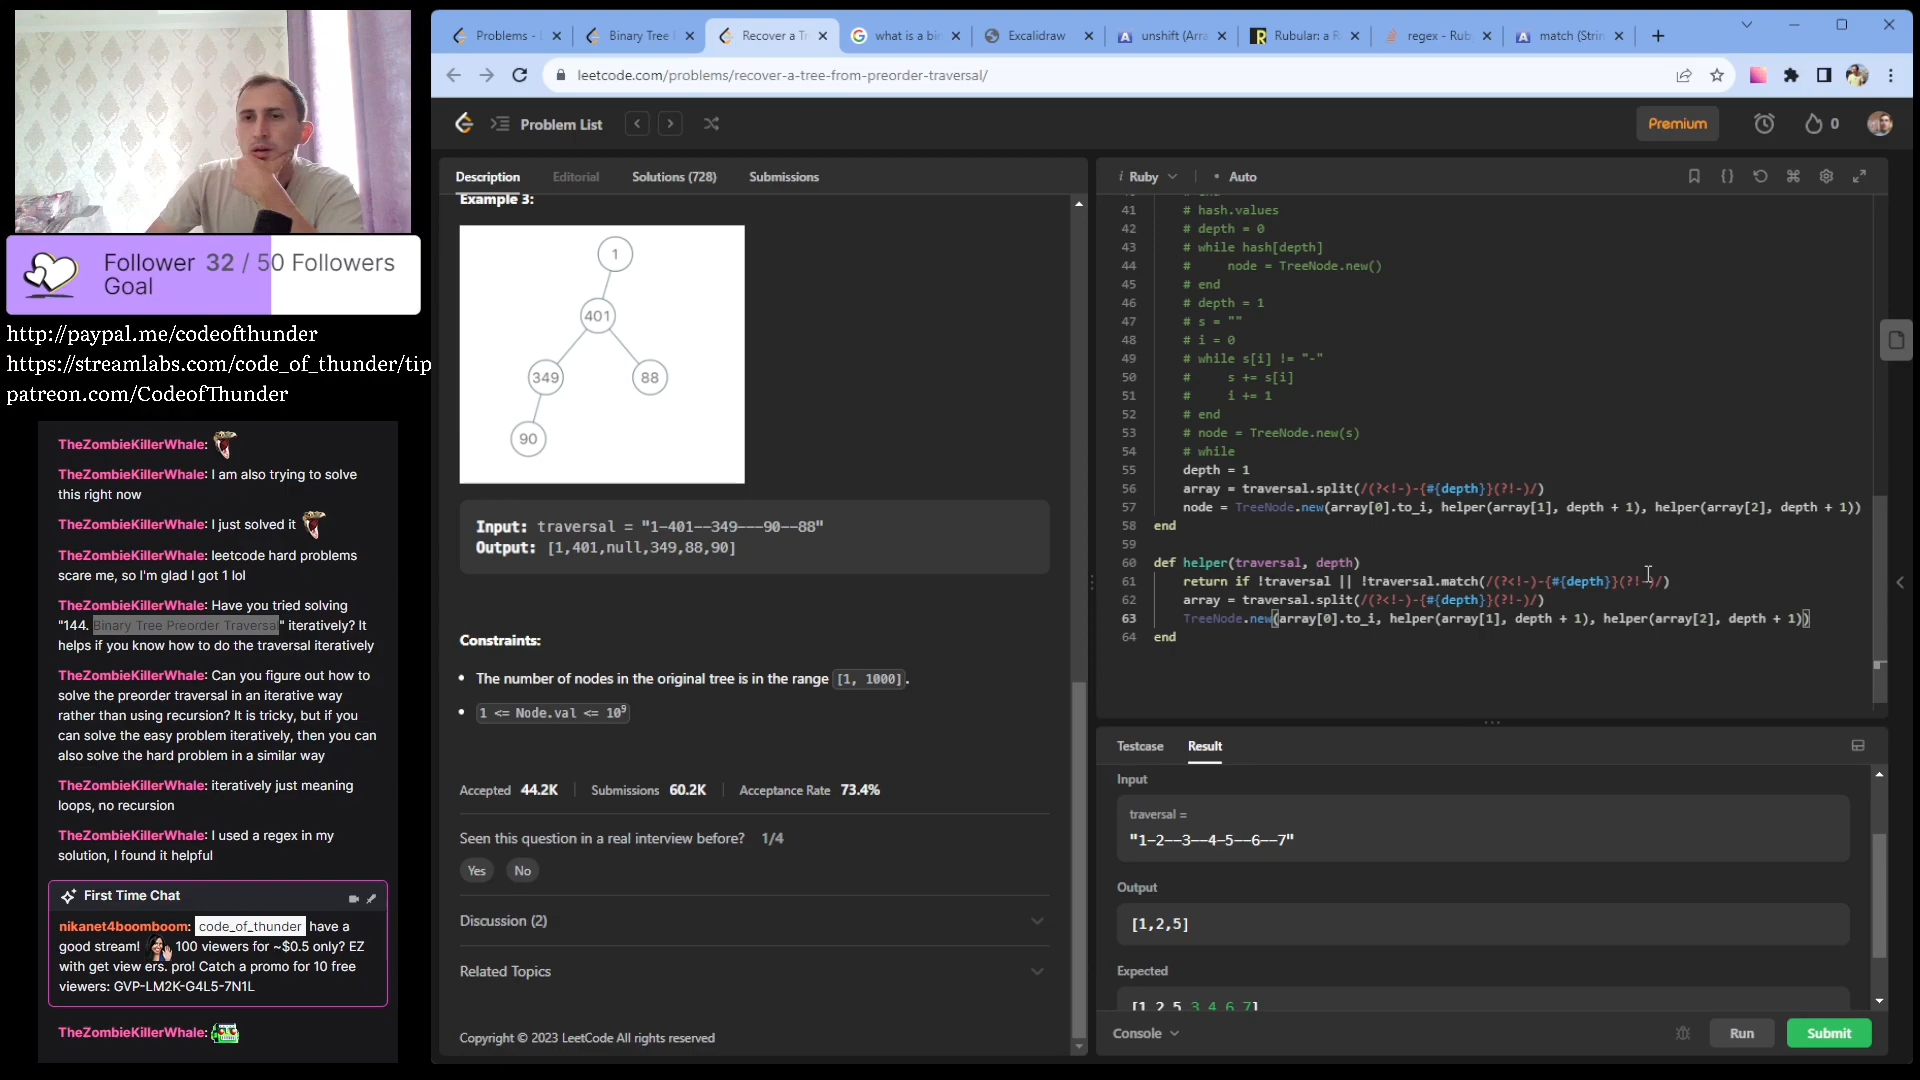 Follower 32 / 50 Followers
Goal
http://paypal.me/codeofthunder
https://streamlabs.com/code_of_thunder/tip
patreon.com/CodeofThunder
TheZombieKillerWhale:
TheZombieKillerWhale: I am also trying to solve
this right now
TheZombieKillerWhale: I just solved it
TheZombieKillerWhale: leetcode hard problems
scare me, so I'm glad I got 1 lol
TheZombieKillerWhale: Have you tried solving
"144. Binary Tree Preorder Traversal" iteratively? It
helps if you know how to do the traversal iteratively
TheZombieKillerWhale: Can you figure out how to
solve the preorder traversal in an iterative way
rather than using recursion? It is tricky, but if you
can solve the easy problem iteratively, then you can
also solve the hard problem in a similar way
TheZombieKillerWhale: iteratively just meaning
loops, no recursion
TheZombieKillerWhale: I used a regex in my
solution, I found it helpful
First Time Chat
nikanet4boomboom: code_of_thunder have a
good stream! 100 viewers for ~$0.5 only? EZ
with get view ers. pro! Catch a promo for 10 free
viewers: GVP-LM2K-G4L5-7N1L
TheZombieKillerWhale:
Problems -
Binary Tree
Recover a Tr
what is a bi
Excalidraw
unshift (Arra
Rubular: a R
regex - Rub
match (Strin
leetcode.com/problems/recover-a-tree-from-preorder-traversal/
Problem List
Premium
0
Description Editorial Solutions (728) Submissions
Example 3:
1
401
349
88
90
Input: traversal = "1-401--349---90--88"
Output: [1,401,null,349,88,90]
Constraints:
• The number of nodes in the original tree is in the range [1, 1000].
• 1 <= Node.val <= 10⁹
Accepted 44.2K Submissions 60.2K Acceptance Rate 73.4%
Seen this question in a real interview before? 1/4
Yes No
Discussion (2)
Related Topics
Copyright © 2023 LeetCode All rights reserved
i Ruby • Auto
41 # hash.values
42 # depth = 0
43 # while hash[depth]
44 #     node = TreeNode.new()
45 # end
46 # depth = 1
47 # s = ""
48 # i = 0
49 # while s[i] != "-"
50 #     s += s[i]
51 #     i += 1
52 # end
53 # node = TreeNode.new(s)
54 # while
55 depth = 1
56 array = traversal.split(/(?<!-)-{#{depth}}(?!-)/)
57 node = TreeNode.new(array[0].to_i, helper(array[1], depth + 1), helper(array[2], depth + 1))
58 end
59
60 def helper(traversal, depth)
61 return if !traversal || !traversal.match(/(?<!-)-{#{depth}}(?!-)/)
62 array = traversal.split(/(?<!-)-{#{depth}}(?!-)/)
63 TreeNode.new(array[0].to_i, helper(array[1], depth + 1), helper(array[2], depth + 1))
64 end
Testcase Result
Input
traversal =
"1-2--3--4-5--6--7"
Output
[1,2,5]
Expected
[1,2,5,3,4,6,7]
Console
Run
Submit